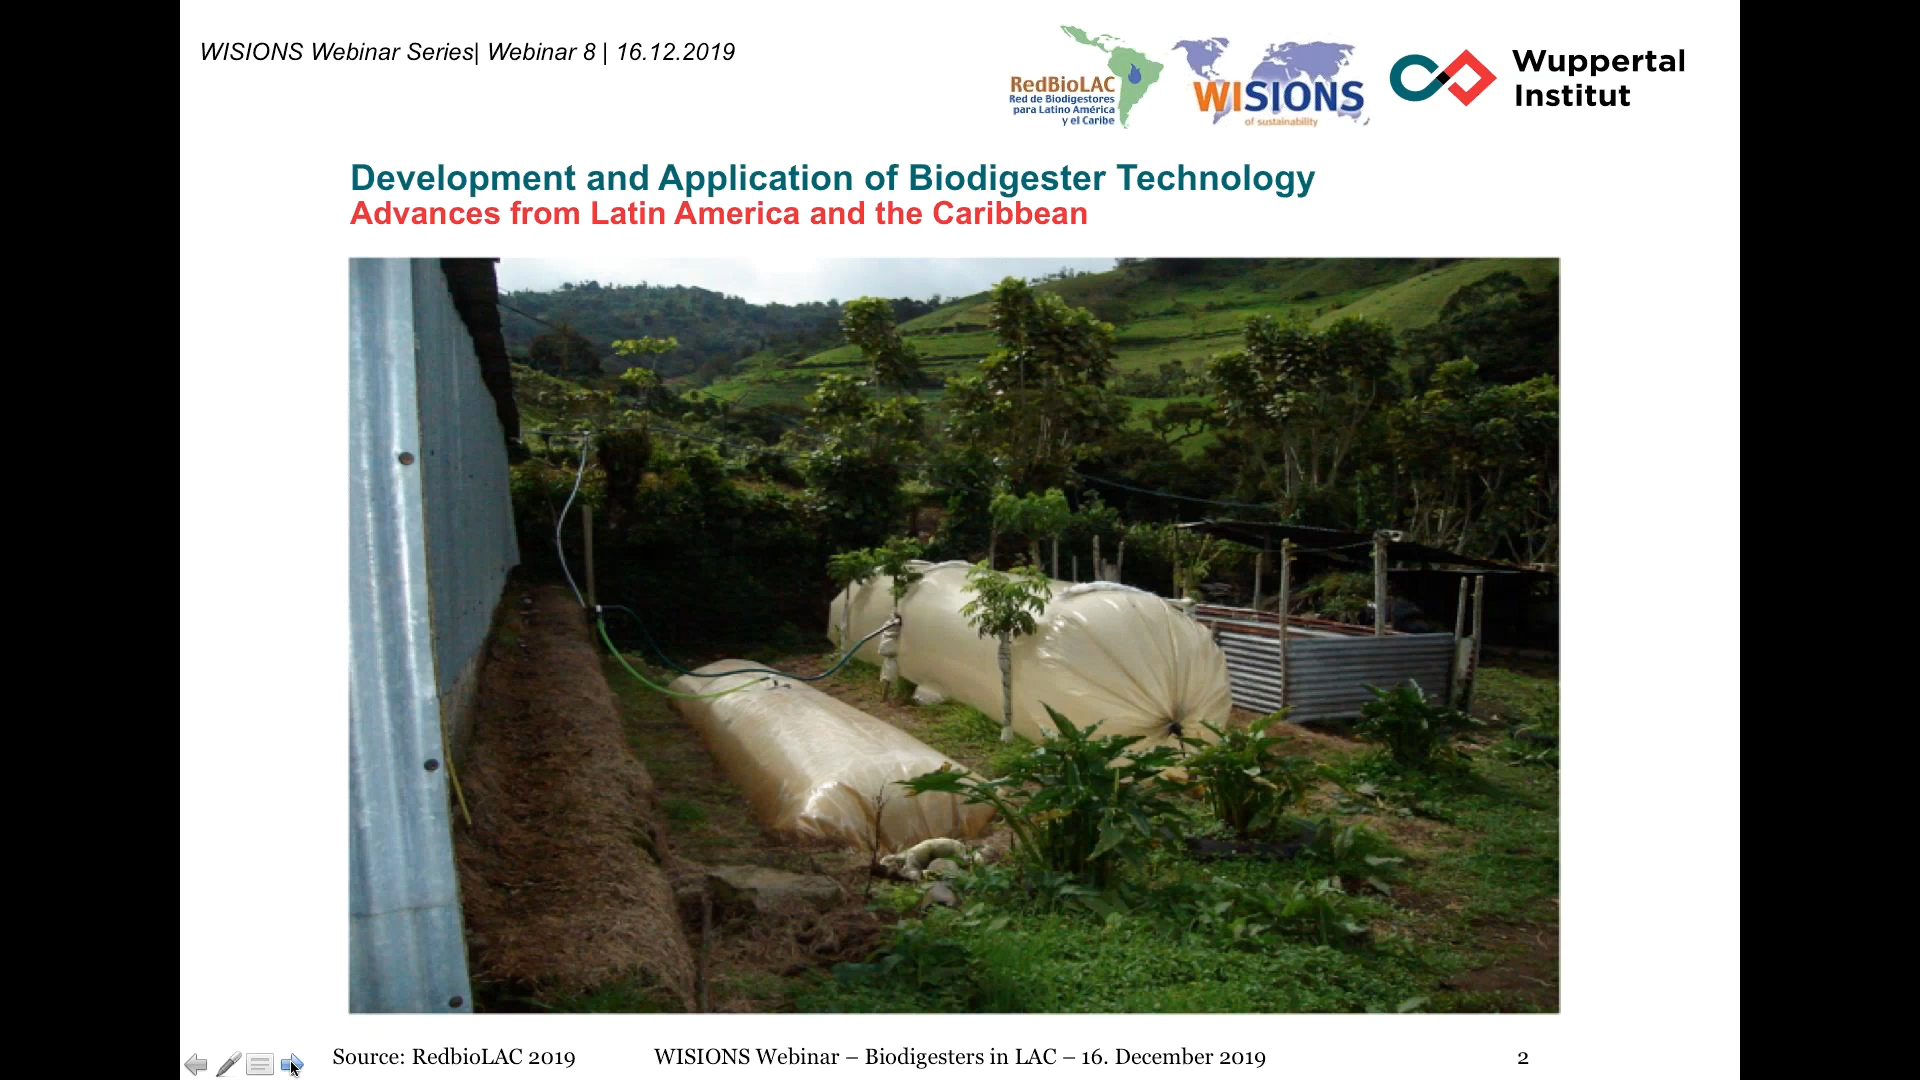 WISIONS Webinar Series| Webinar 8 | 16.12.2019
RedBioLAC
Red de Biodigestores
para Latino América
y el Caribe
WISIONS
of sustainability
Wuppertal
Institut
Development and Application of Biodigester Technology
Advances from Latin America and the Caribbean
Source: RedbioLAC 2019
WISIONS Webinar – Biodigesters in LAC – 16. December 2019
2